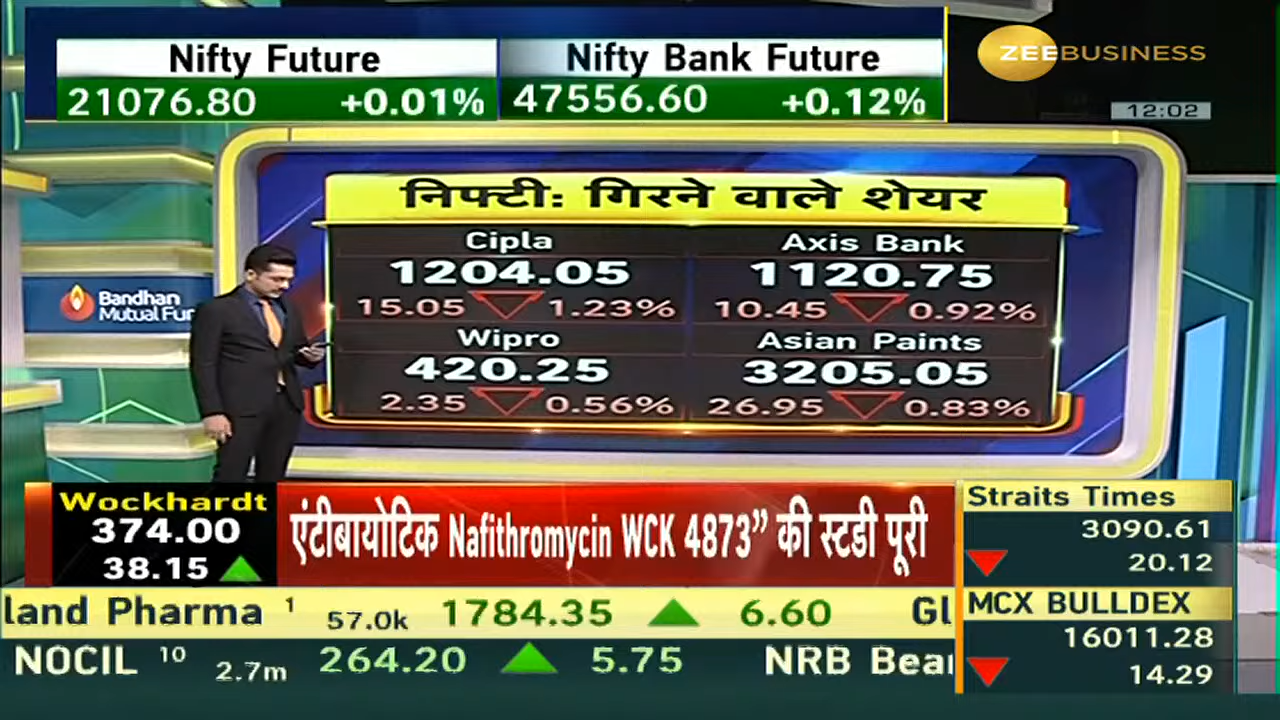 Nifty Future
21076.80 +0.01%
Nifty Bank Future
47556.60 +0.12%
ZEEBUSINESS
12:02
निफ्टी: गिरने वाले शेयर
Cipla
1204.05
15.05 1.23%
Axis Bank
1120.75
10.45 0.92%
Wipro
420.25
2.35 0.56%
Asian Paints
3205.05
26.95 0.83%
Bandhan
Mutual Fun
Wockhardt
374.00
38.15
एंटीबायोटिक Nafithromycin WCK 4873” की स्टडी पूरी
Straits Times
3090.61
20.12
MCX BULLDEX
16011.28
14.29
land Pharma 1 57.0k 1784.35 6.60 Gl
NOCIL 10 2.7m 264.20 5.75 NRB Bear